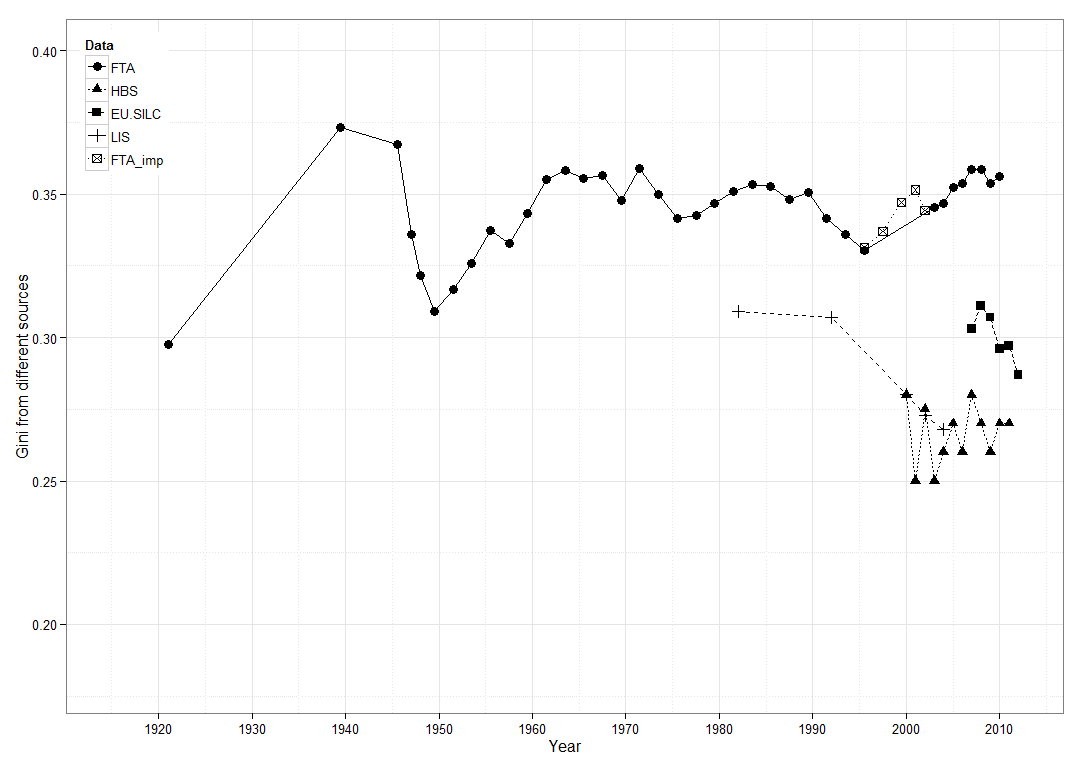 Data
FTA
HBS
EU.SILC
LIS
FTA_imp
0.40
0.35
0.30
0.25
0.20
Gini from different sources
1920 1930 1940 1950 1960 1970 1980 1990 2000 2010
Year